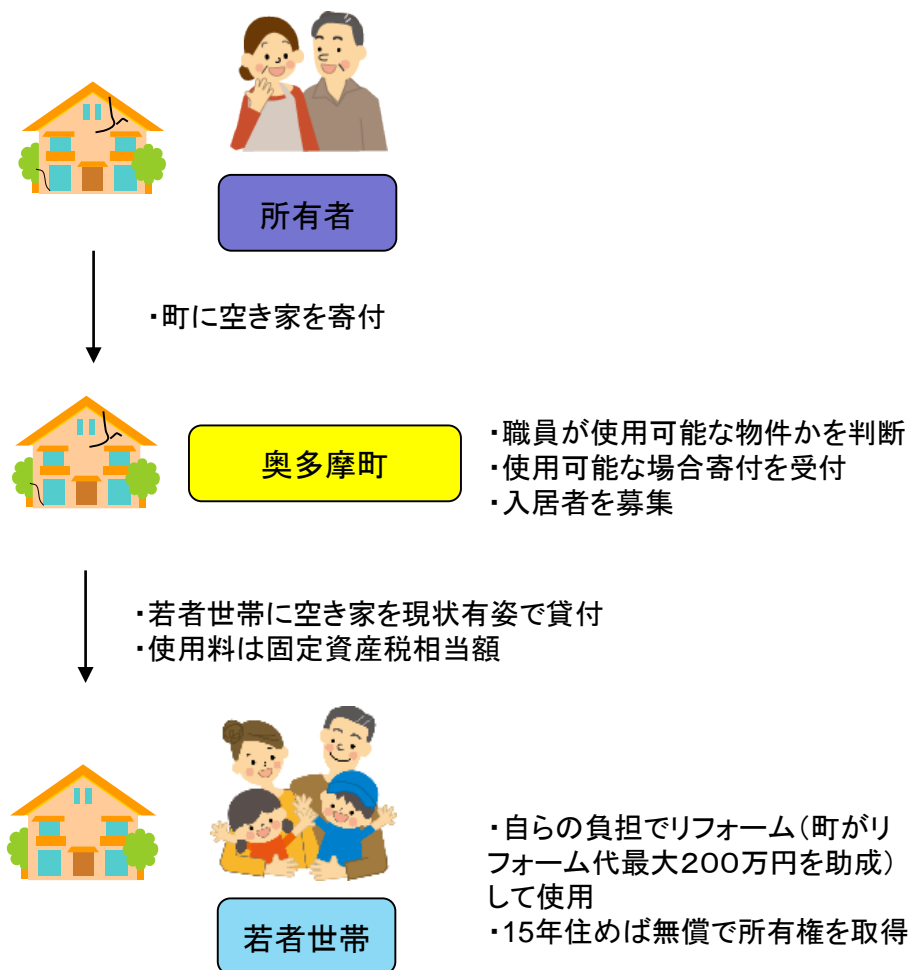 所有者
・町に空き家を寄付
奥多摩町
・職員が使用可能な物件かを判断
・使用可能な場合寄付を受付
・入居者を募集
・若者世帯に空き家を現状有姿で貸付
・使用料は固定資産税相当額
・自らの負担でリフォーム(町がリ
フォーム代最大200万円を助成)
して使用
・15年住めば無償で所有権を取得
若者世帯